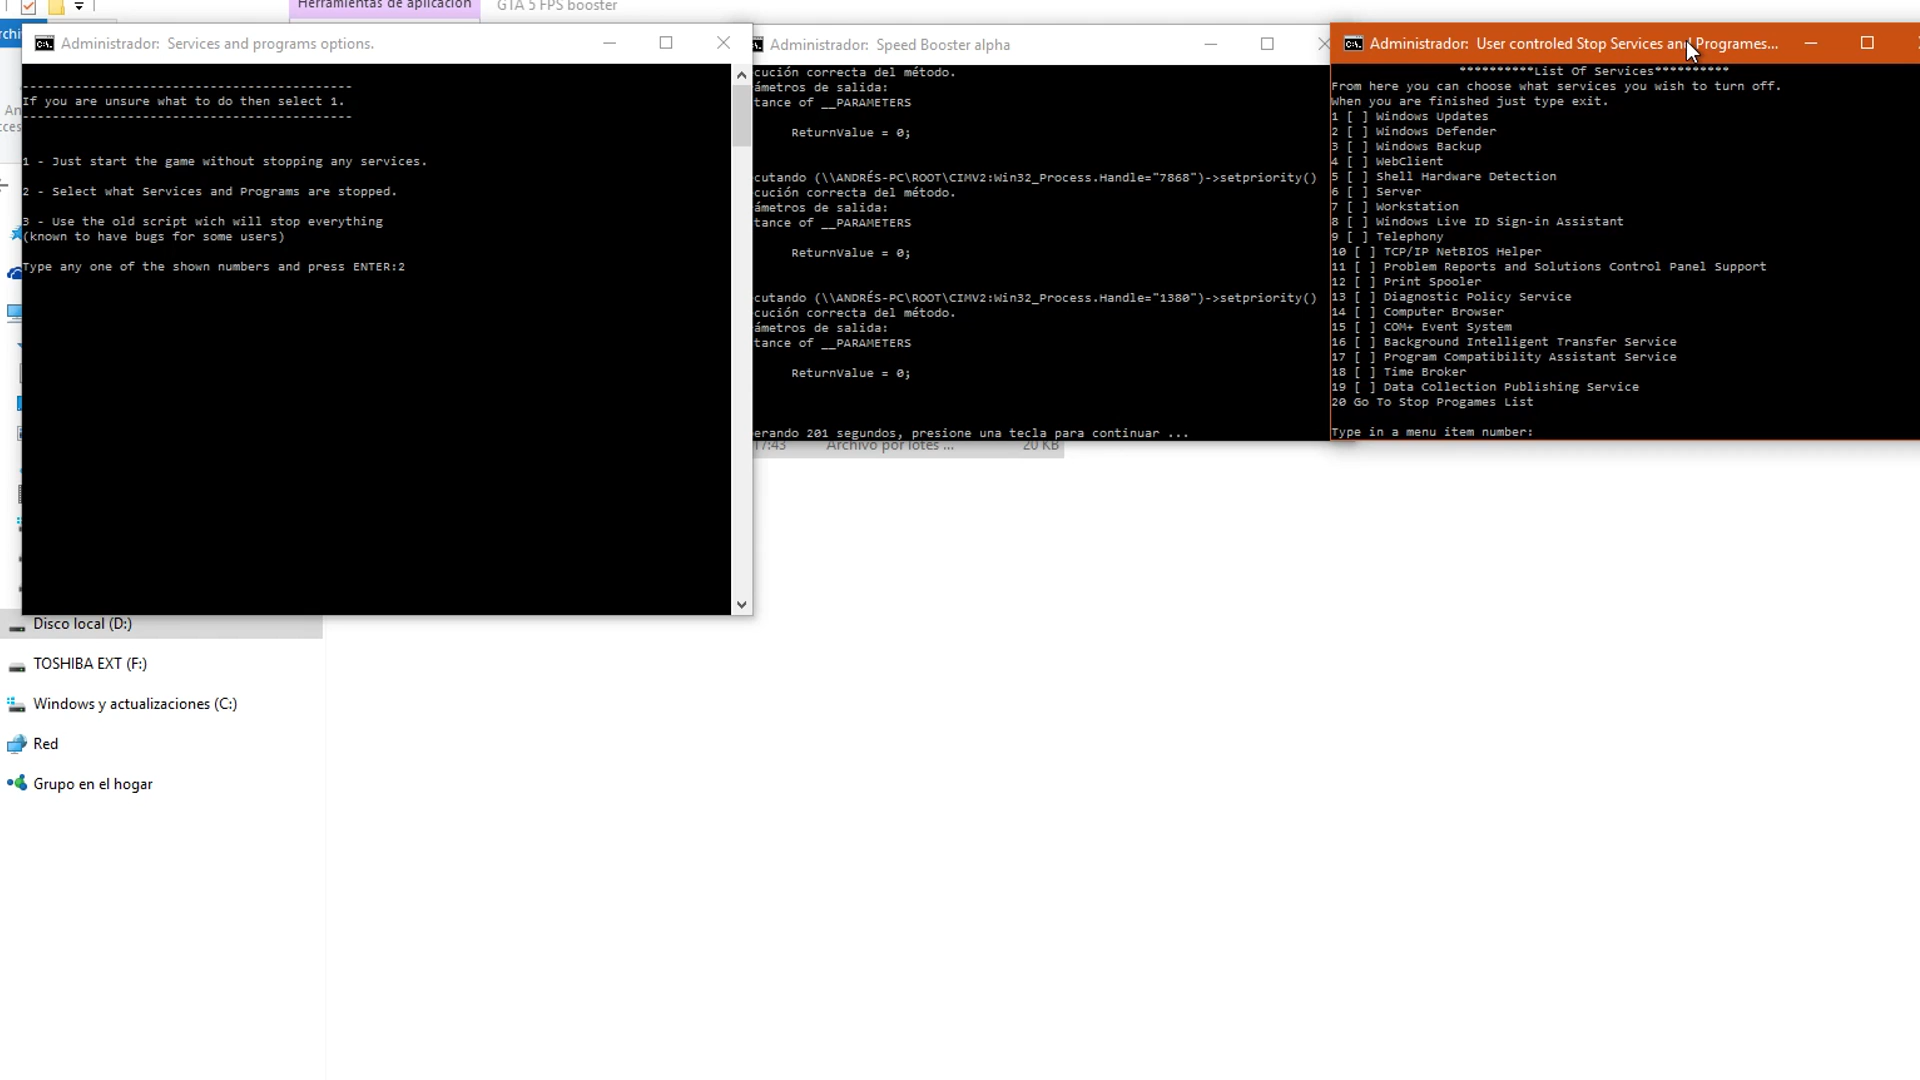 Herramientas de aplicación
GTA 5 FPS booster
Administrador: Services and programs options.
----------------------------------------------
If you are unsure what to do then select 1.
----------------------------------------------
1 - Just start the game without stopping any services.
2 - Select what Services and Programs are stopped.
3 - Use the old script wich will stop everything
(known to have bugs for some users)
Type any one of the shown numbers and press ENTER:2
Administrador: Speed Booster alpha
cución correcta del método.
ámetros de salida:
tance of __PARAMETERS
ReturnValue = 0;
cutando (\\ANDRÉS-PC\ROOT\CIMV2:Win32_Process.Handle="7868")->setpriority()
cución correcta del método.
ámetros de salida:
tance of __PARAMETERS
ReturnValue = 0;
cutando (\\ANDRÉS-PC\ROOT\CIMV2:Win32_Process.Handle="1380")->setpriority()
cución correcta del método.
ámetros de salida:
tance of __PARAMETERS
ReturnValue = 0;
erando 201 segundos, presione una tecla para continuar ...
17:43 Archivo por lotes ... 20 KB
Administrador: User controled Stop Services and Programes...
**********List Of Services**********
From here you can choose what services you wish to turn off.
When you are finished just type exit.
1 [ ] Windows Updates
2 [ ] Windows Defender
3 [ ] Windows Backup
4 [ ] WebClient
5 [ ] Shell Hardware Detection
6 [ ] Server
7 [ ] Workstation
8 [ ] Windows Live ID Sign-in Assistant
9 [ ] Telephony
10 [ ] TCP/IP NetBIOS Helper
11 [ ] Problem Reports and Solutions Control Panel Support
12 [ ] Print Spooler
13 [ ] Diagnostic Policy Service
14 [ ] Computer Browser
15 [ ] COM+ Event System
16 [ ] Background Intelligent Transfer Service
17 [ ] Program Compatibility Assistant Service
18 [ ] Time Broker
19 [ ] Data Collection Publishing Service
20 Go To Stop Progames List
Type in a menu item number:
Disco local (D:)
TOSHIBA EXT (F:)
Windows y actualizaciones (C:)
Red
Grupo en el hogar